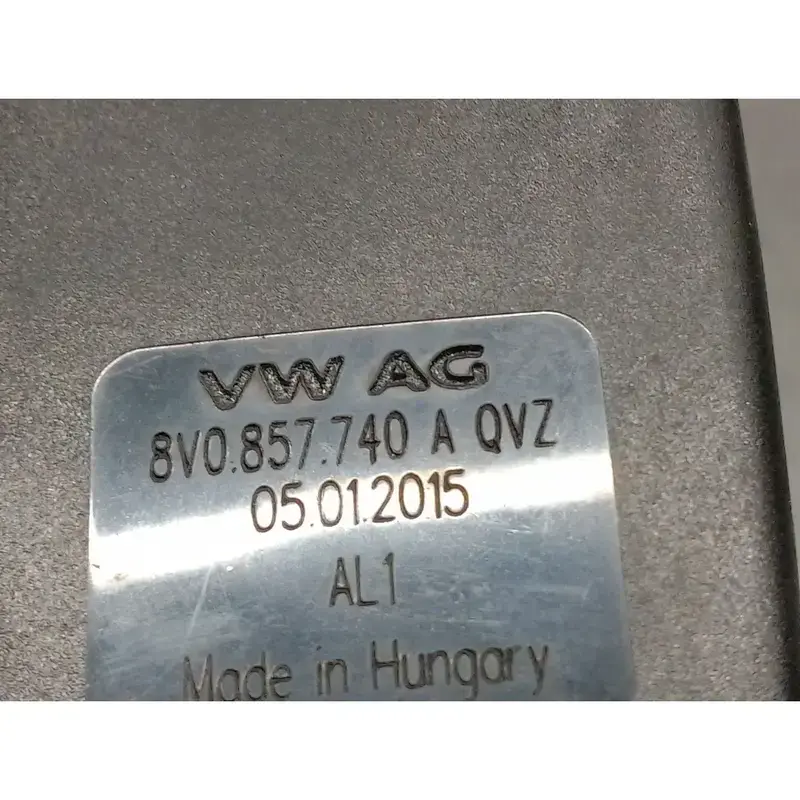 VW AG
8V0.857.740 A QVZ
05.01.2015
AL1
Made in Hungary